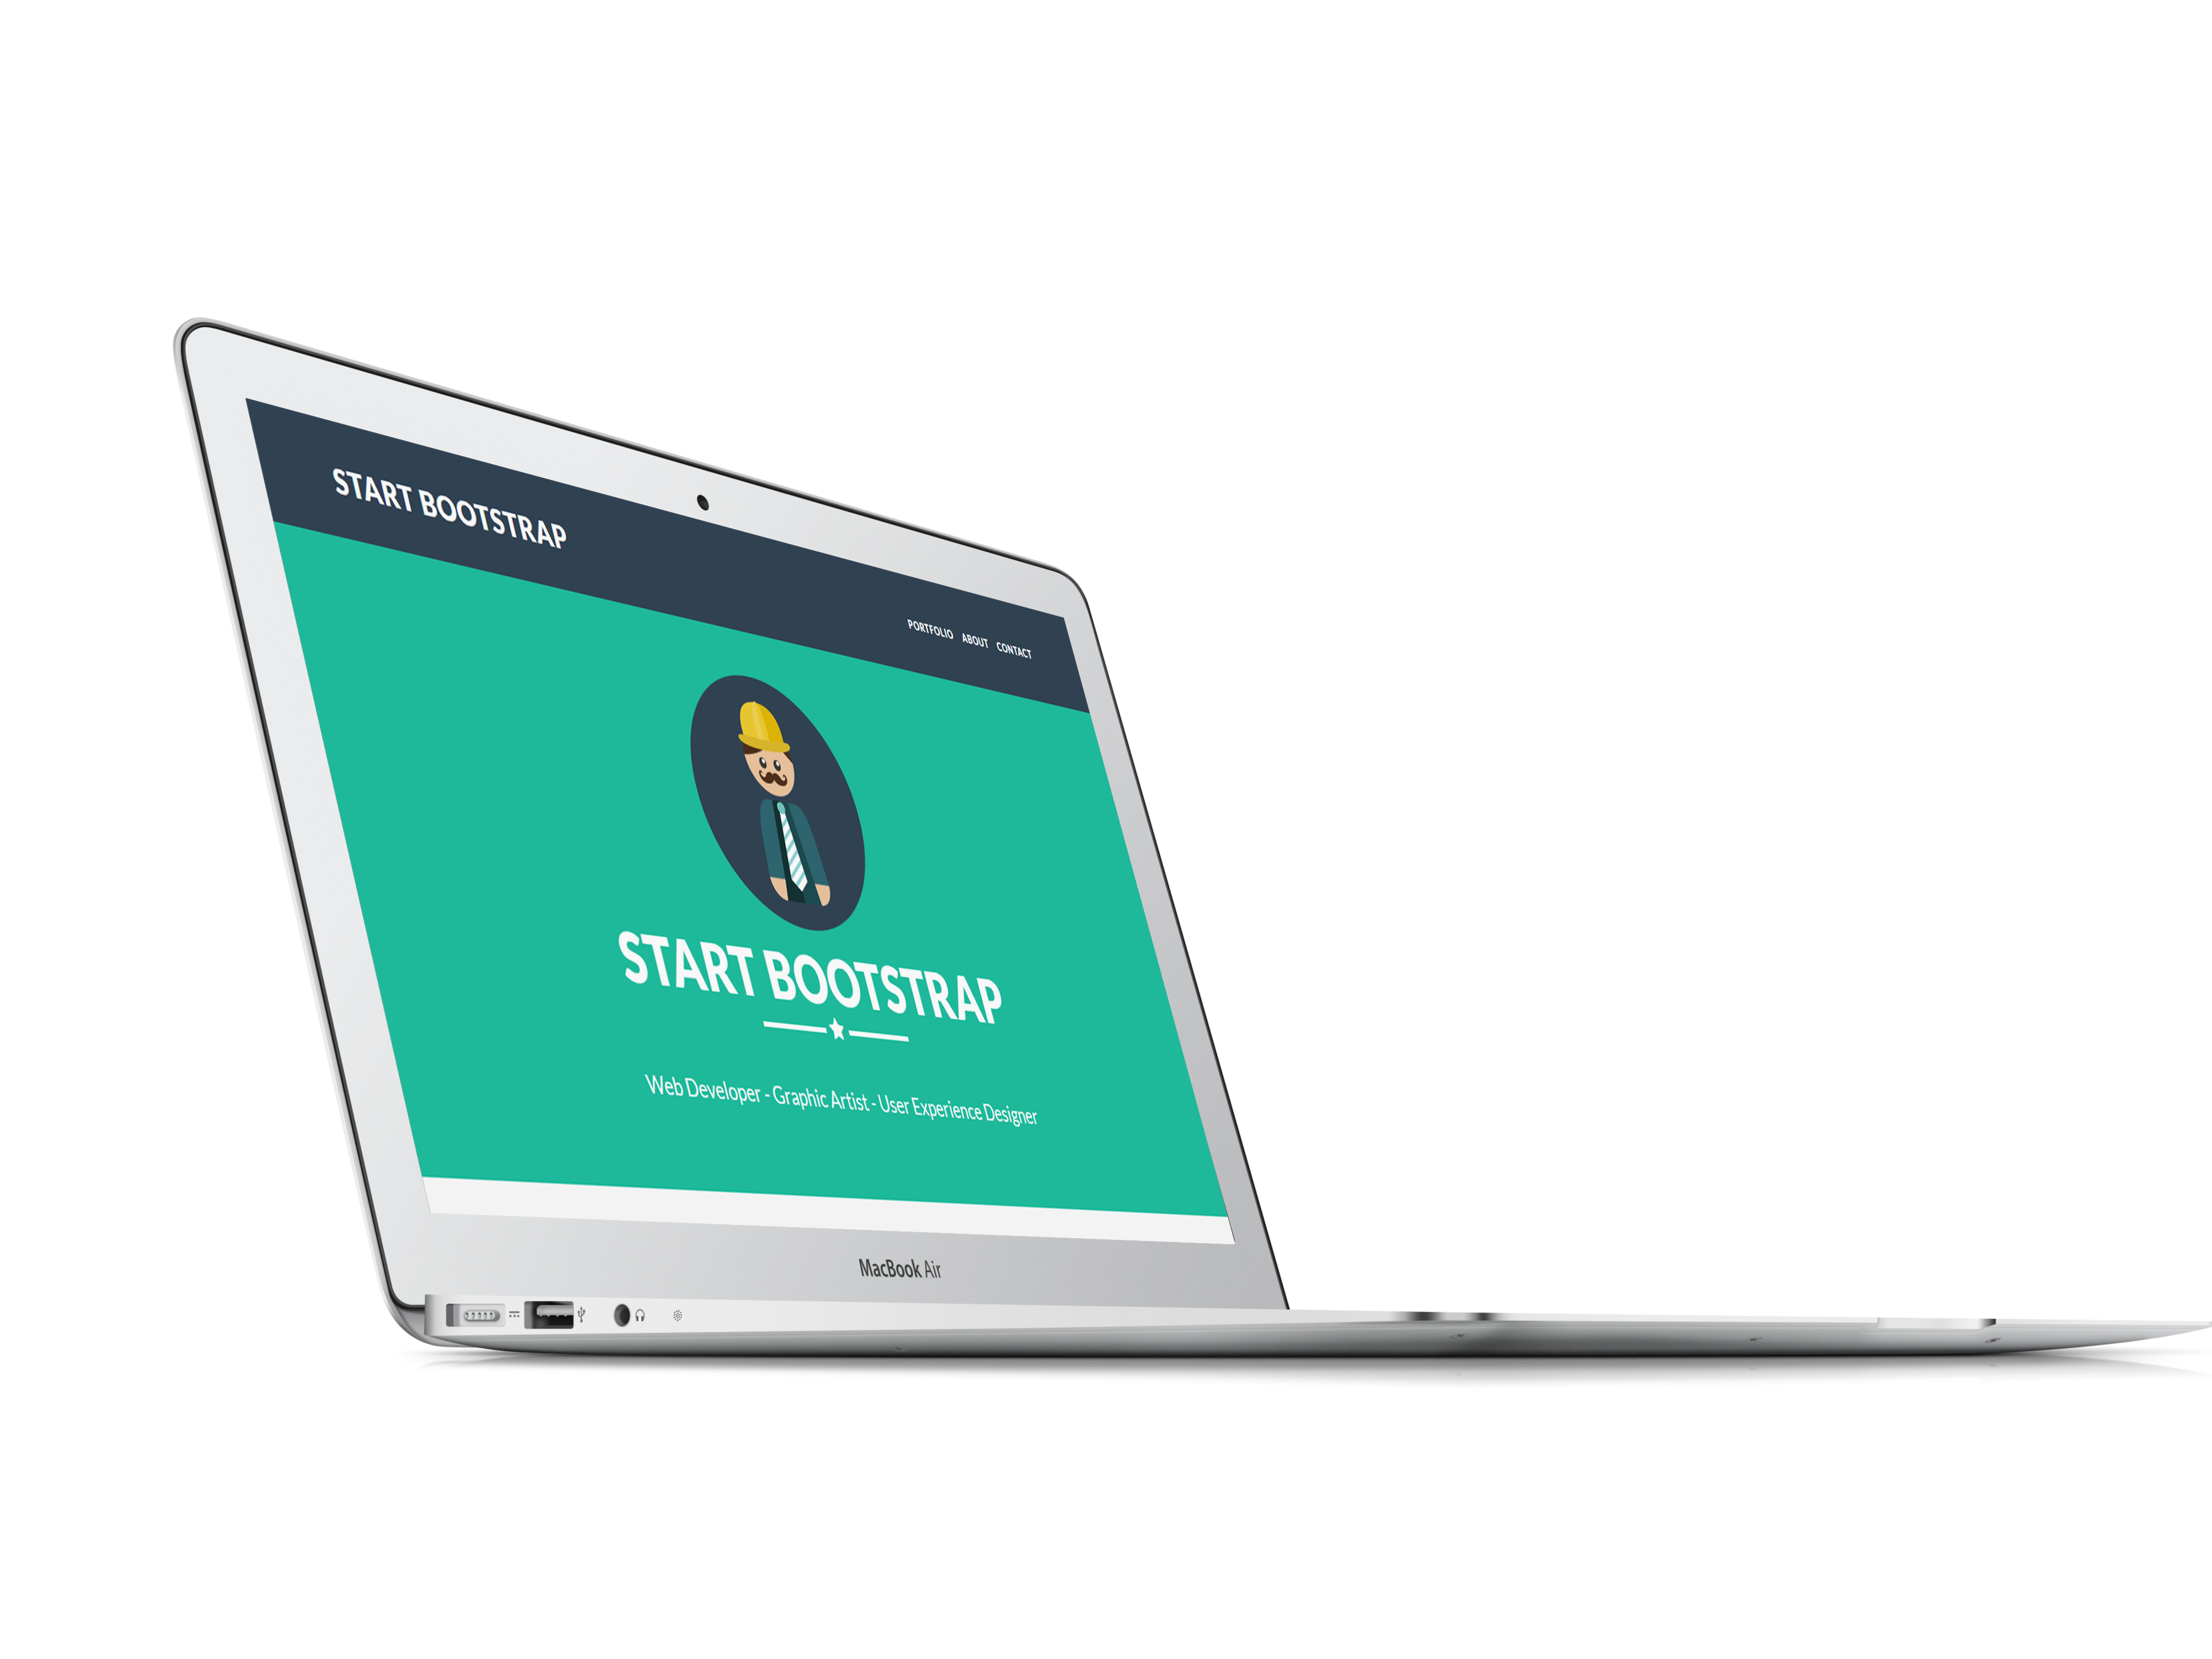 START BOOTSTRAP
PORTFOLIO ABOUT CONTACT
START BOOTSTRAP
Web Developer - Graphic Artist - User Experience Designer
MacBook Air